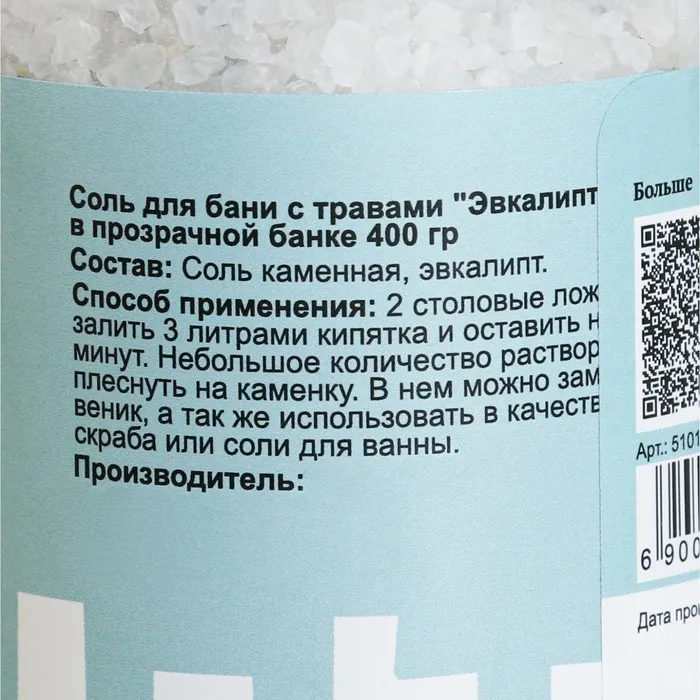 Соль для бани с травами "Эвкалипт
в прозрачной банке 400 гр
Состав: Соль каменная, эвкалипт.
Способ применения: 2 столовые лож
залить 3 литрами кипятка и оставить н
минут. Небольшое количество раствор
плеснуть на каменку. В нем можно зам
веник, а так же использовать в качеств
скраба или соли для ванны.
Производитель:
Больше
Арт.: 5101
6 900
Дата про